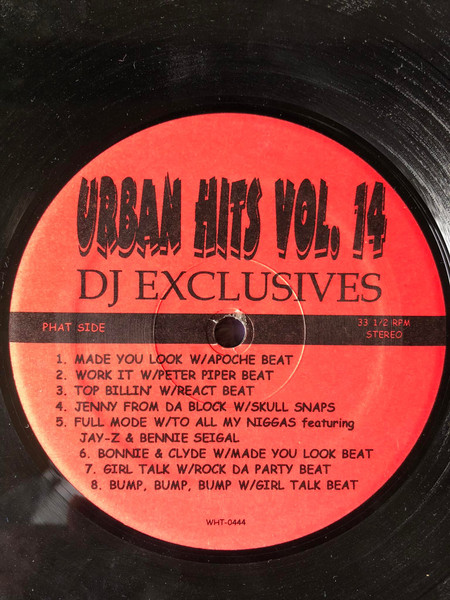 URBAN HITS VOL. 14
DJ EXCLUSIVES
PHAT SIDE
33 1/2 RPM
STEREO
1. MADE YOU LOOK W/APOCHE BEAT
2. WORK IT W/PETER PIPER BEAT
3. TOP BILLIN' W/REACT BEAT
4. JENNY FROM DA BLOCK W/SKULL SNAPS
5. FULL MODE W/TO ALL MY NIGGAS featuring
JAY-Z & BENNIE SEIGAL
6. BONNIE & CLYDE W/MADE YOU LOOK BEAT
7. GIRL TALK W/ROCK DA PARTY BEAT
8. BUMP, BUMP, BUMP W/GIRL TALK BEAT
WHT-0444